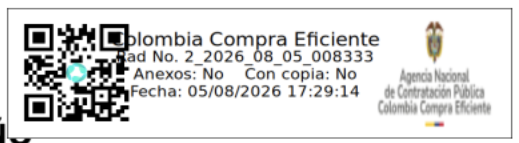 Colombia Compra Eficiente
Rad No. 2_2026_08_05_008333
Anexos: No Con copia: No
Fecha: 05/08/2026 17:29:14
Agencia Nacional
de Contratación Pública
Colombia Compra Eficiente